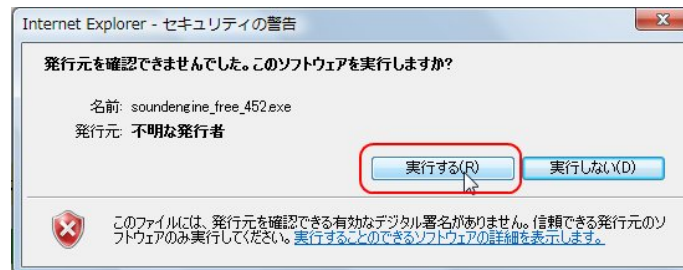 Internet Explorer - セキュリティの警告
発行元を確認できませんでした。このソフトウェアを実行しますか?
名前: soundengine_free_452.exe
発行元: 不明な発行者
実行する(R)
実行しない(D)
このファイルには、発行元を確認できる有効なデジタル署名がありません。信頼できる発行元のソ
フトウェアのみ実行してください。実行することのできるソフトウェアの詳細を表示します。